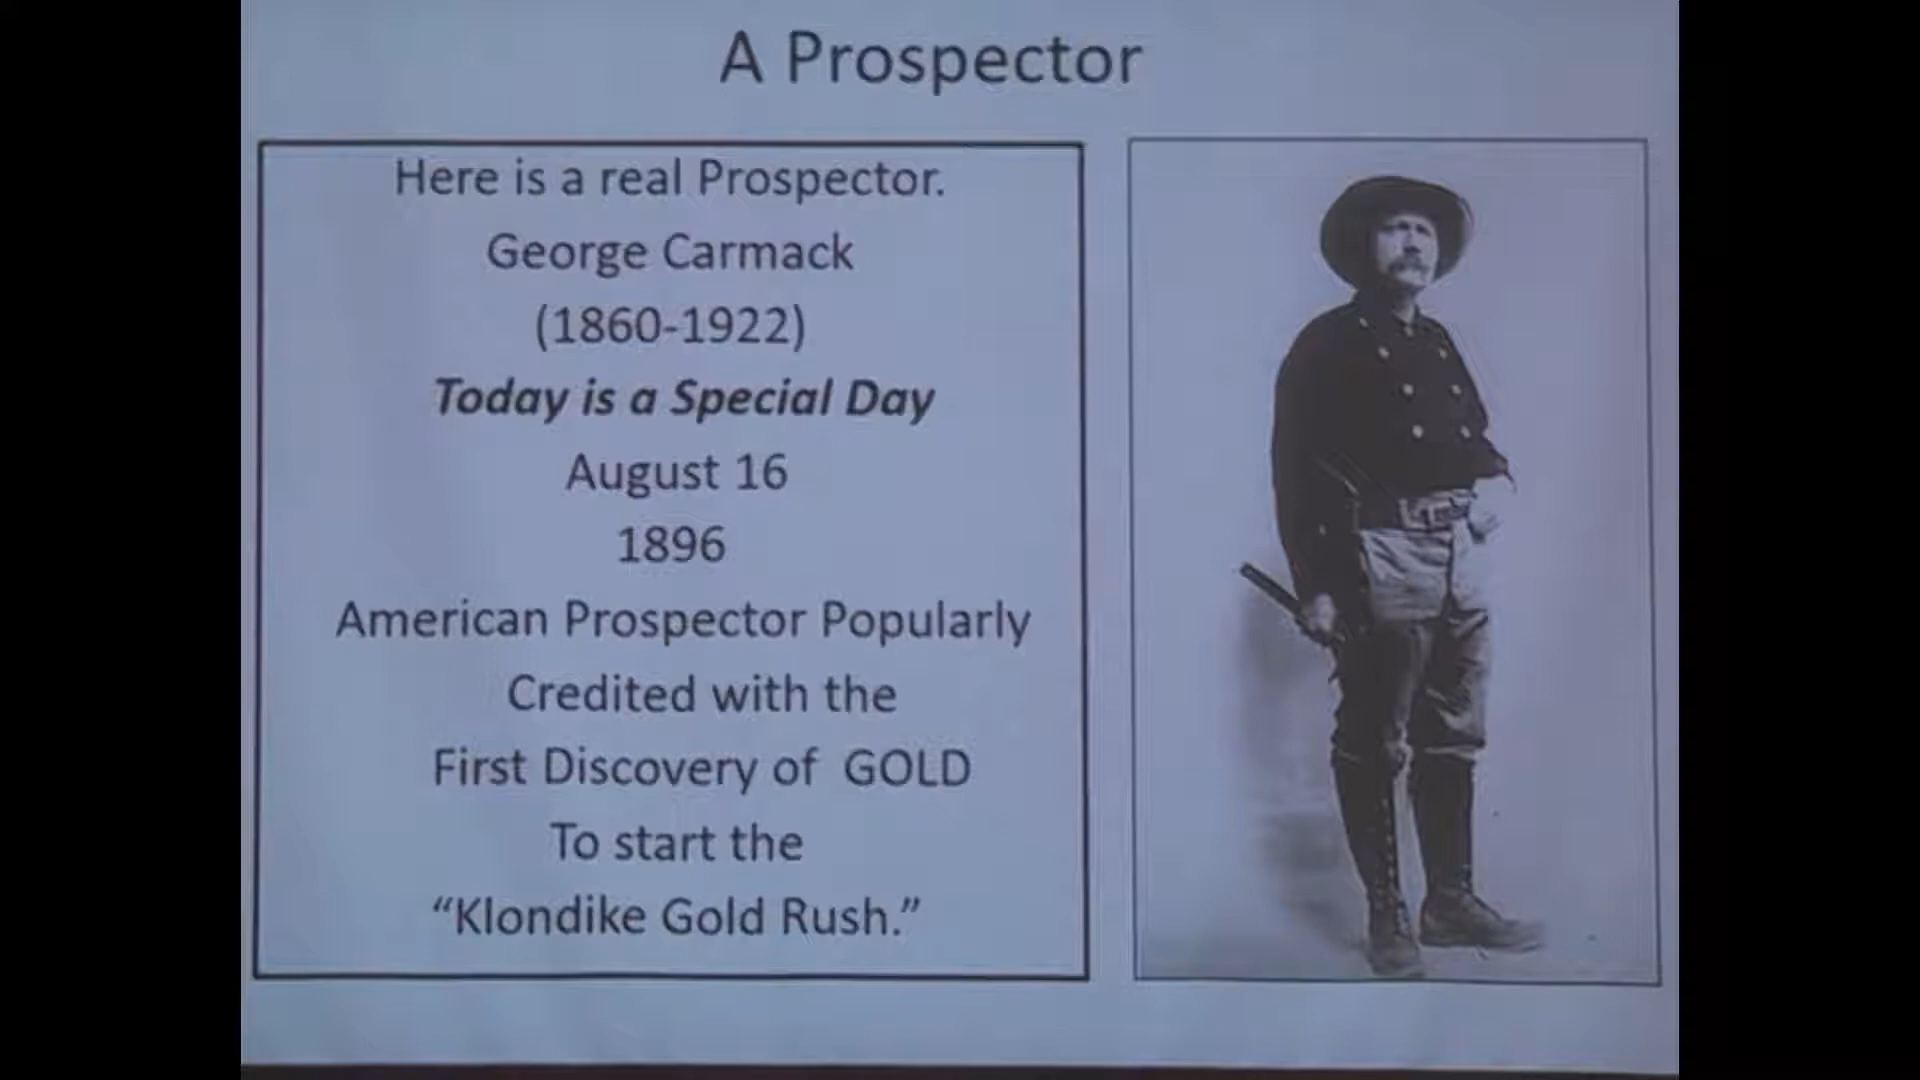 A Prospector
Here is a real Prospector.
George Carmack
(1860-1922)
Today is a Special Day
August 16
1896
American Prospector Popularly
Credited with the
First Discovery of GOLD
To start the
“Klondike Gold Rush.”